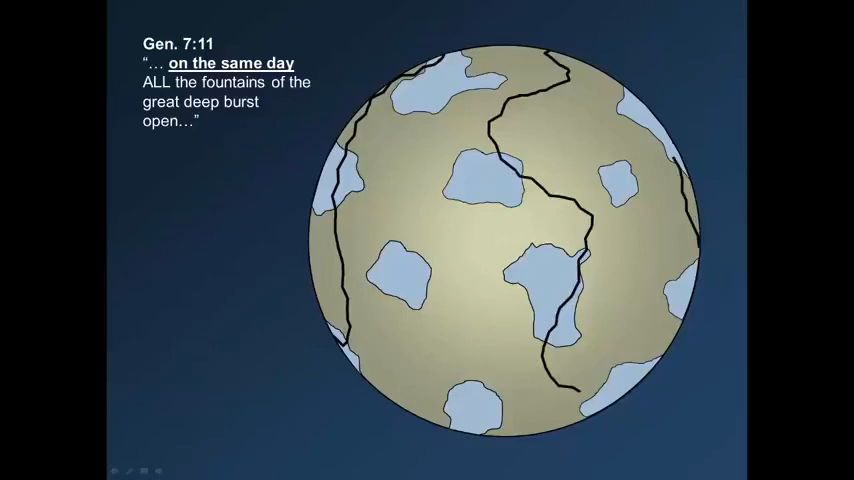 Gen. 7:11
“… on the same day
ALL the fountains of the
great deep burst
open…”